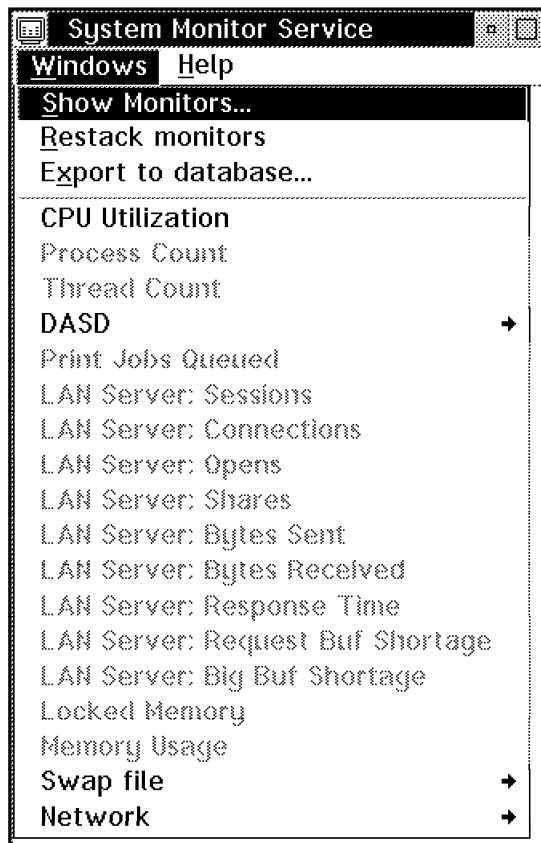 System Monitor Service
Windows Help
Show Monitors...
Restack monitors
Export to database...
CPU Utilization
Process Count
Thread Count
DASD
Print Jobs Queued
LAN Server: Sessions
LAN Server: Connections
LAN Server: Opens
LAN Server: Shares
LAN Server: Bytes Sent
LAN Server: Bytes Received
LAN Server: Response Time
LAN Server: Request Buf Shortage
LAN Server: Big Buf Shortage
Locked Memory
Memory Usage
Swap file
Network